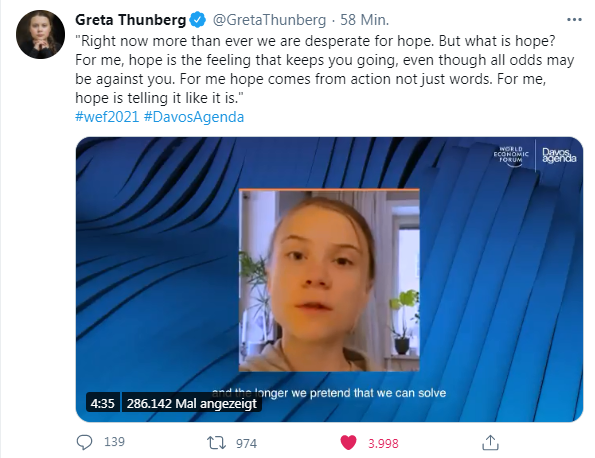 Greta Thunberg @GretaThunberg · 58 Min.
"Right now more than ever we are desperate for hope. But what is hope?
For me, hope is the feeling that keeps you going, even though all odds may
be against you. For me hope comes from action not just words. For me,
hope is telling it like it is."
#wef2021 #DavosAgenda
WORLD
ECONOMIC
FORUM
Davos
agenda
and the longer we pretend that we can solve
4:35 286.142 Mal angezeigt
139 974 3.998